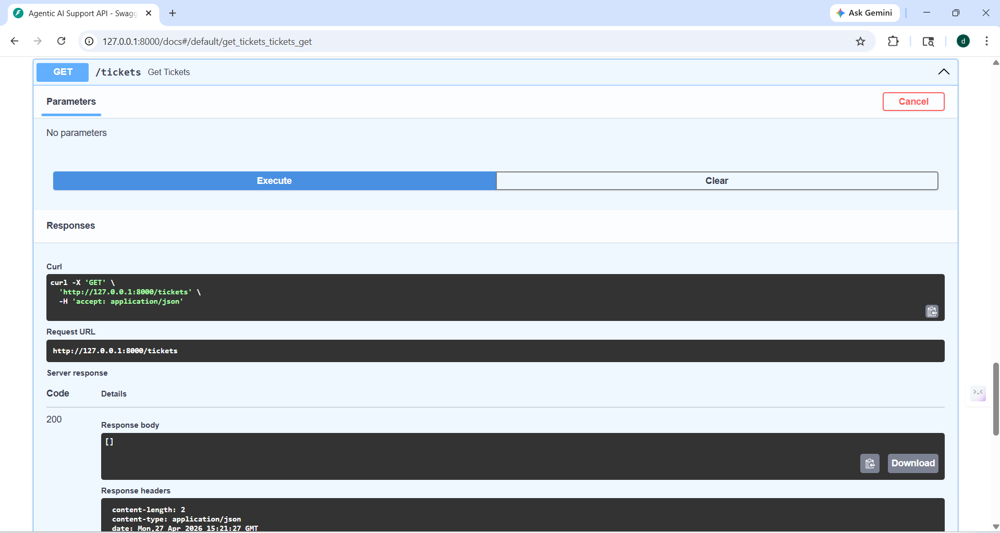 Agentic AI Support API - Swagg
Ask Gemini
127.0.0.1:8000/docs#/default/get_tickets_tickets_get
d
GET /tickets Get Tickets
Parameters
Cancel
No parameters
Execute
Clear
Responses
Curl
curl -X 'GET' \
'http://127.0.0.1:8000/tickets' \
-H 'accept: application/json'
Request URL
http://127.0.0.1:8000/tickets
Server response
Code Details
200
Response body
[]
Download
Response headers
content-length: 2
content-type: application/json
date: Mon,27 Apr 2026 15:21:27 GMT